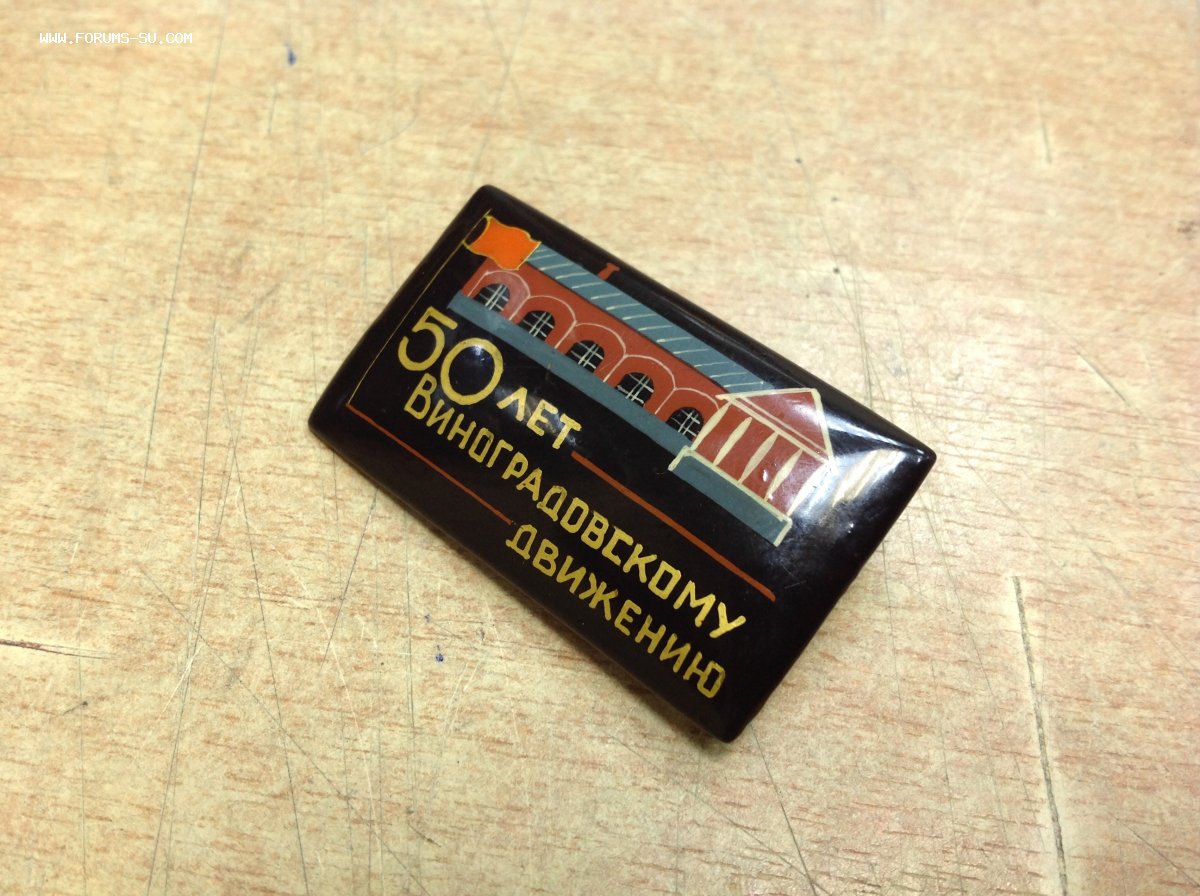 WWW.FORUMS-SU.COM
50 ЛЕТ
ВИНОГРАДОВСКОМУ
ДВИЖЕНИЮ